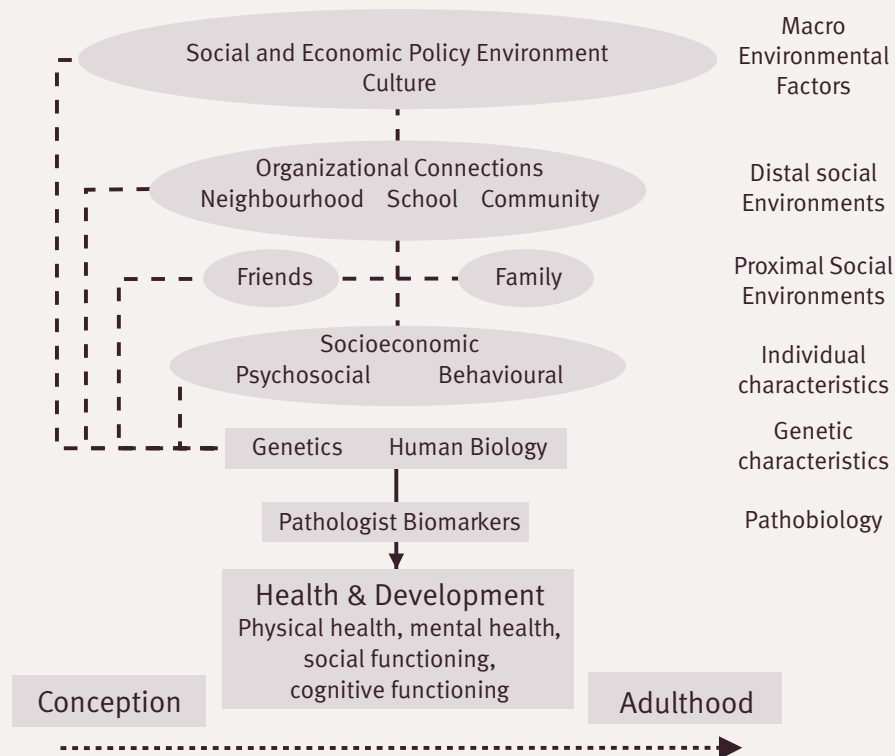 Social and Economic Policy Environment
Culture
Macro
Environmental
Factors
Organizational Connections
Neighbourhood School Community
Distal social
Environments
Friends
Family
Proximal Social
Environments
Socioeconomic
Psychosocial Behavioural
Individual
characteristics
Genetics Human Biology
Genetic
characteristics
Pathologist Biomarkers
Pathobiology
Health & Development
Physical health, mental health,
social functioning,
cognitive functioning
Conception
Adulthood